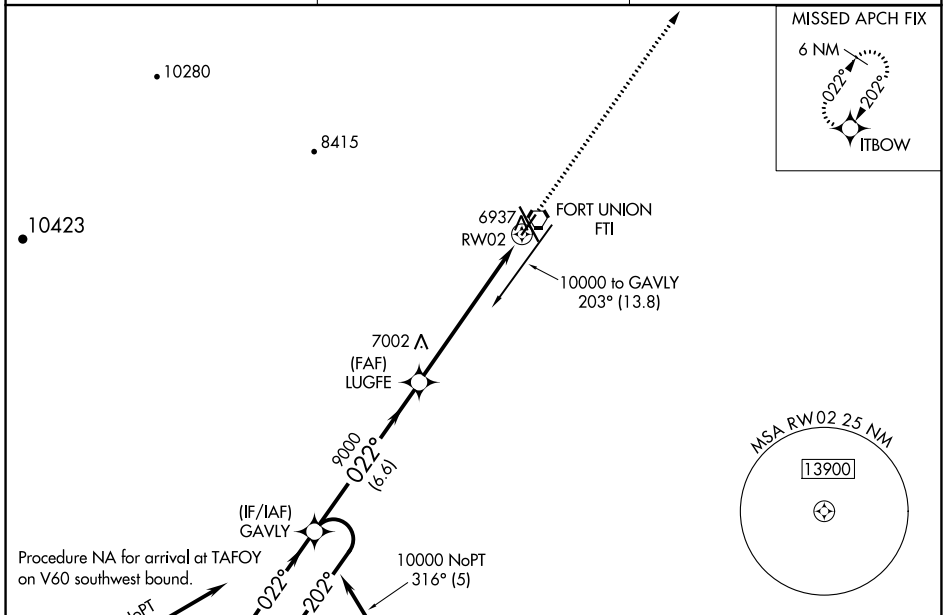 MISSED APCH FIX
6 NM
022°
202°
ITBOW
10280
8415
10423
6937
RW02
FORT UNION
FTI
10000 to GAVLY
203° (13.8)
7002
(FAF)
LUGFE
9000
022°
(6.6)
MSA RW02 25 NM
13900
(IF/IAF)
GAVLY
Procedure NA for arrival at TAFOY
on V60 southwest bound.
10000 NoPT
316° (5)
022°
202°
NoPT